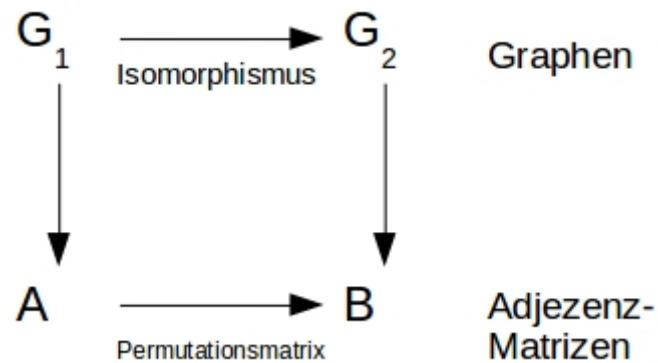 G1 G2 Graphen
Isomorphismus
A B Adjezenz-
Matrizen
Permutationsmatrix